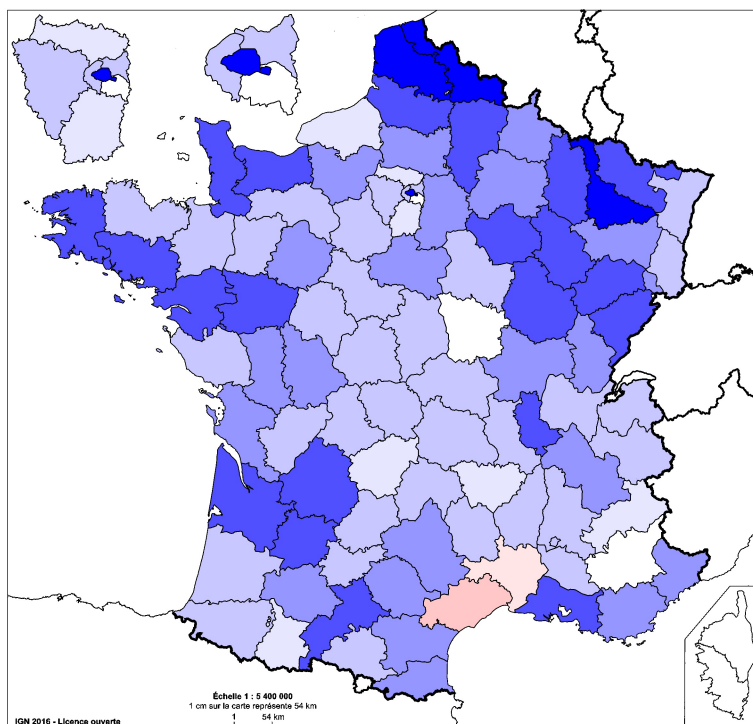 Échelle 1 : 5 400 000
1 cm sur la carte représente 54 km
1 54 km
IGN 2016 - Licence ouverte